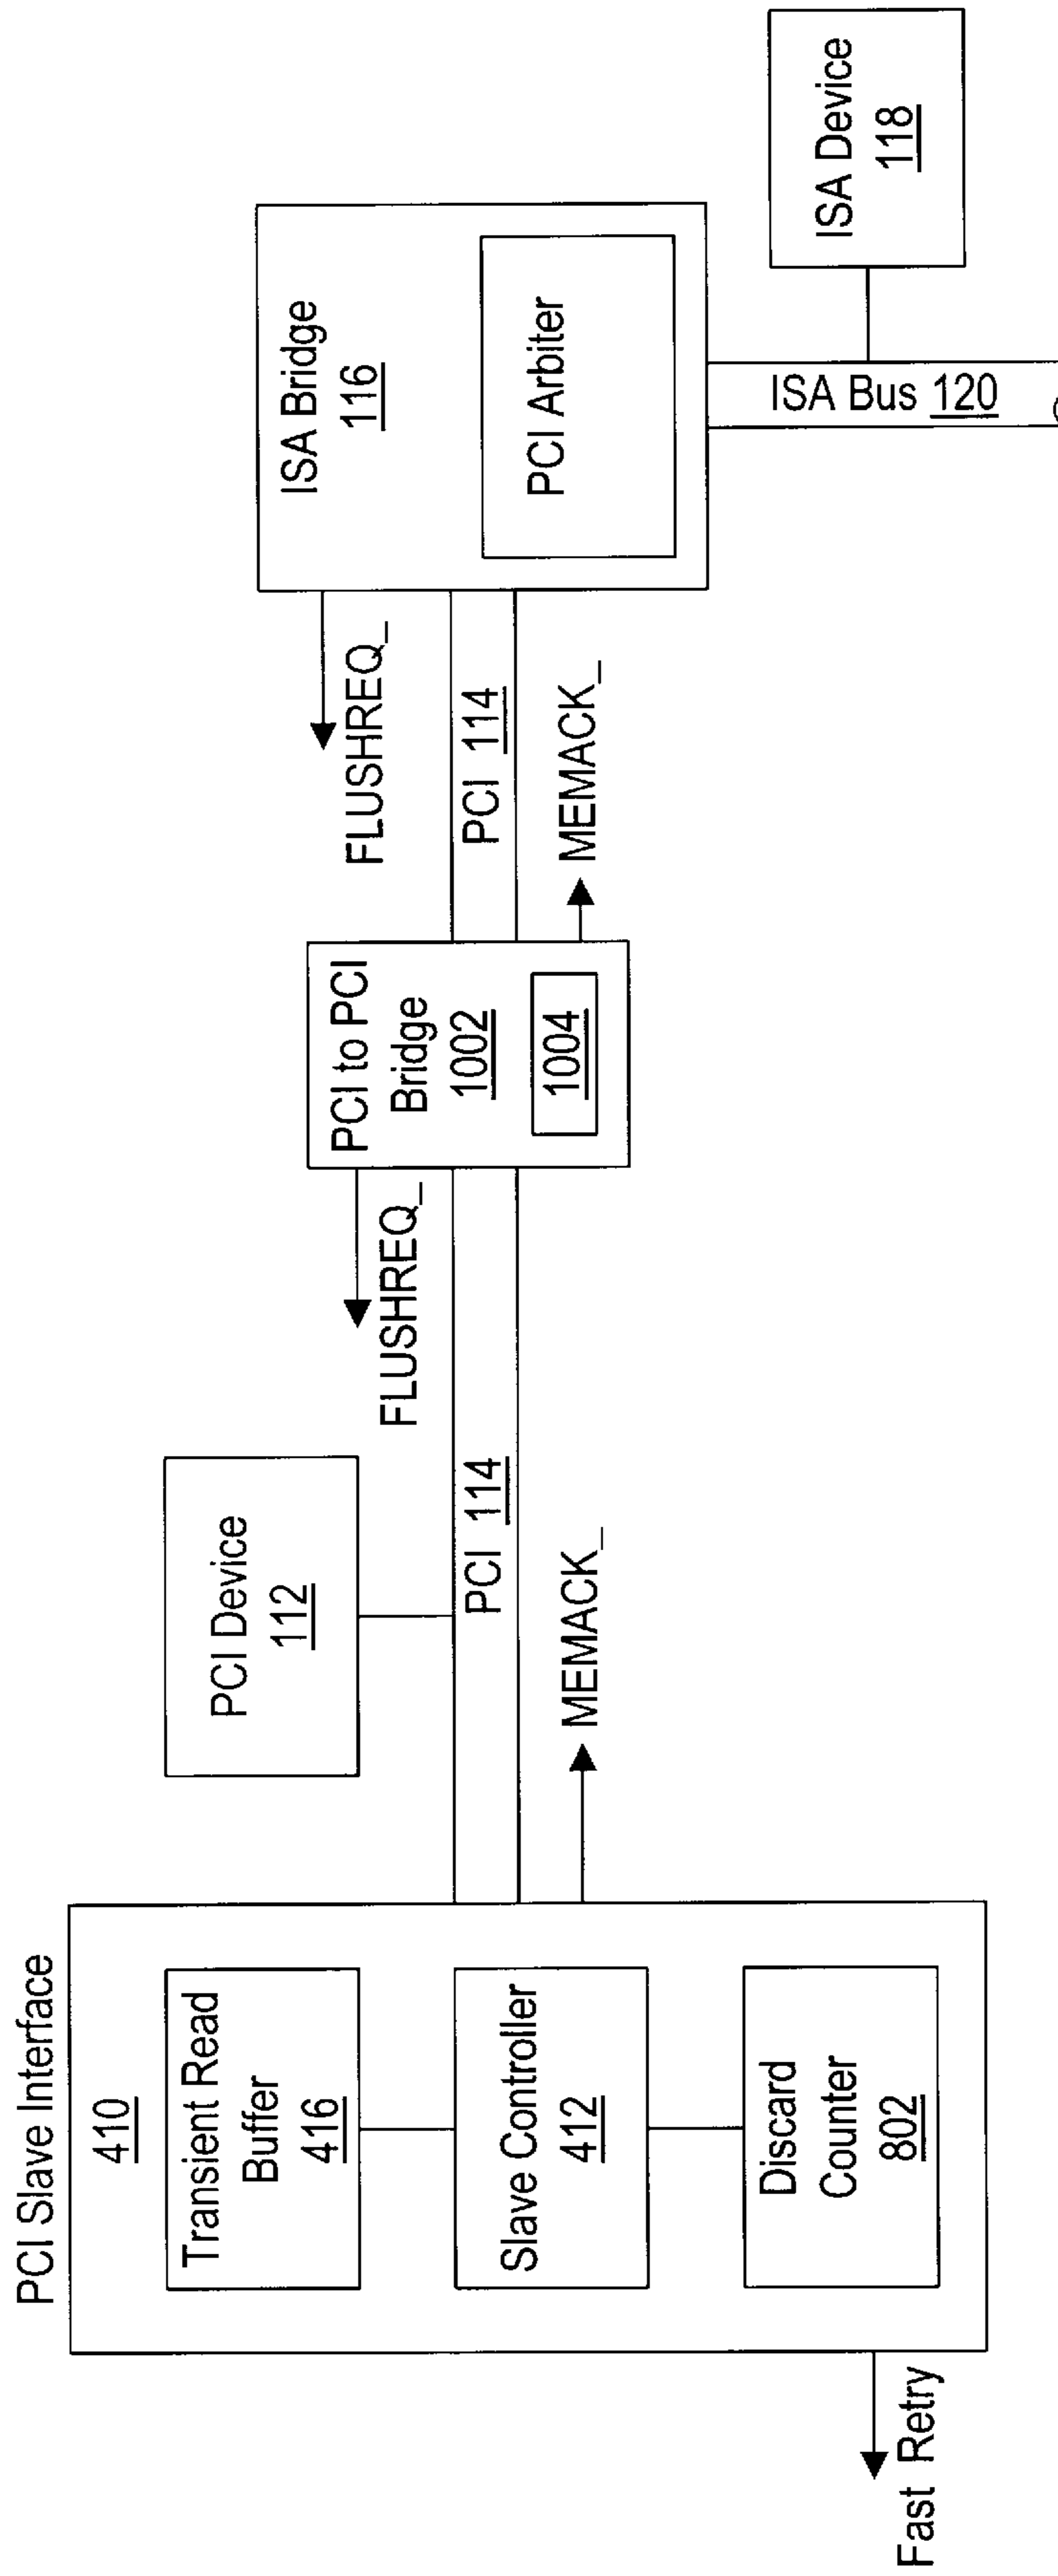 PCI Slave Interface
410
Transient Read
Buffer
416
Slave Controller
412
Discard
Counter
802
Fast Retry
PCI Device
112
PCI 114
MEMACK_
FLUSHREQ_
PCI to PCI
Bridge
1002
1004
FLUSHREQ_
PCI 114
MEMACK_
ISA Bridge
116
PCI Arbiter
ISA Bus 120
ISA Device
118